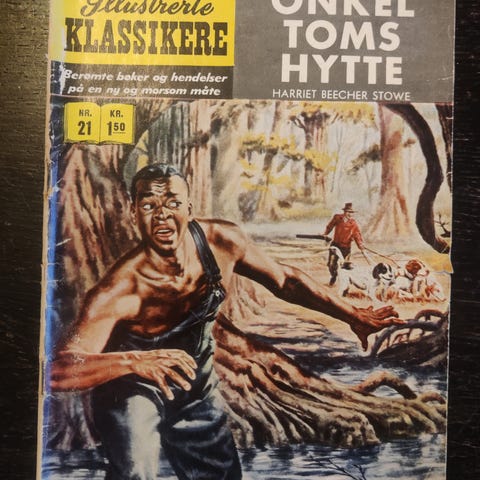 Illustrerte
KLASSIKERE
Berømte bøker og hendelser
på en ny og morsom måte
NR.
21
KR.
1 50
ONKEL
TOMS
HYTTE
HARRIET BEECHER STOWE